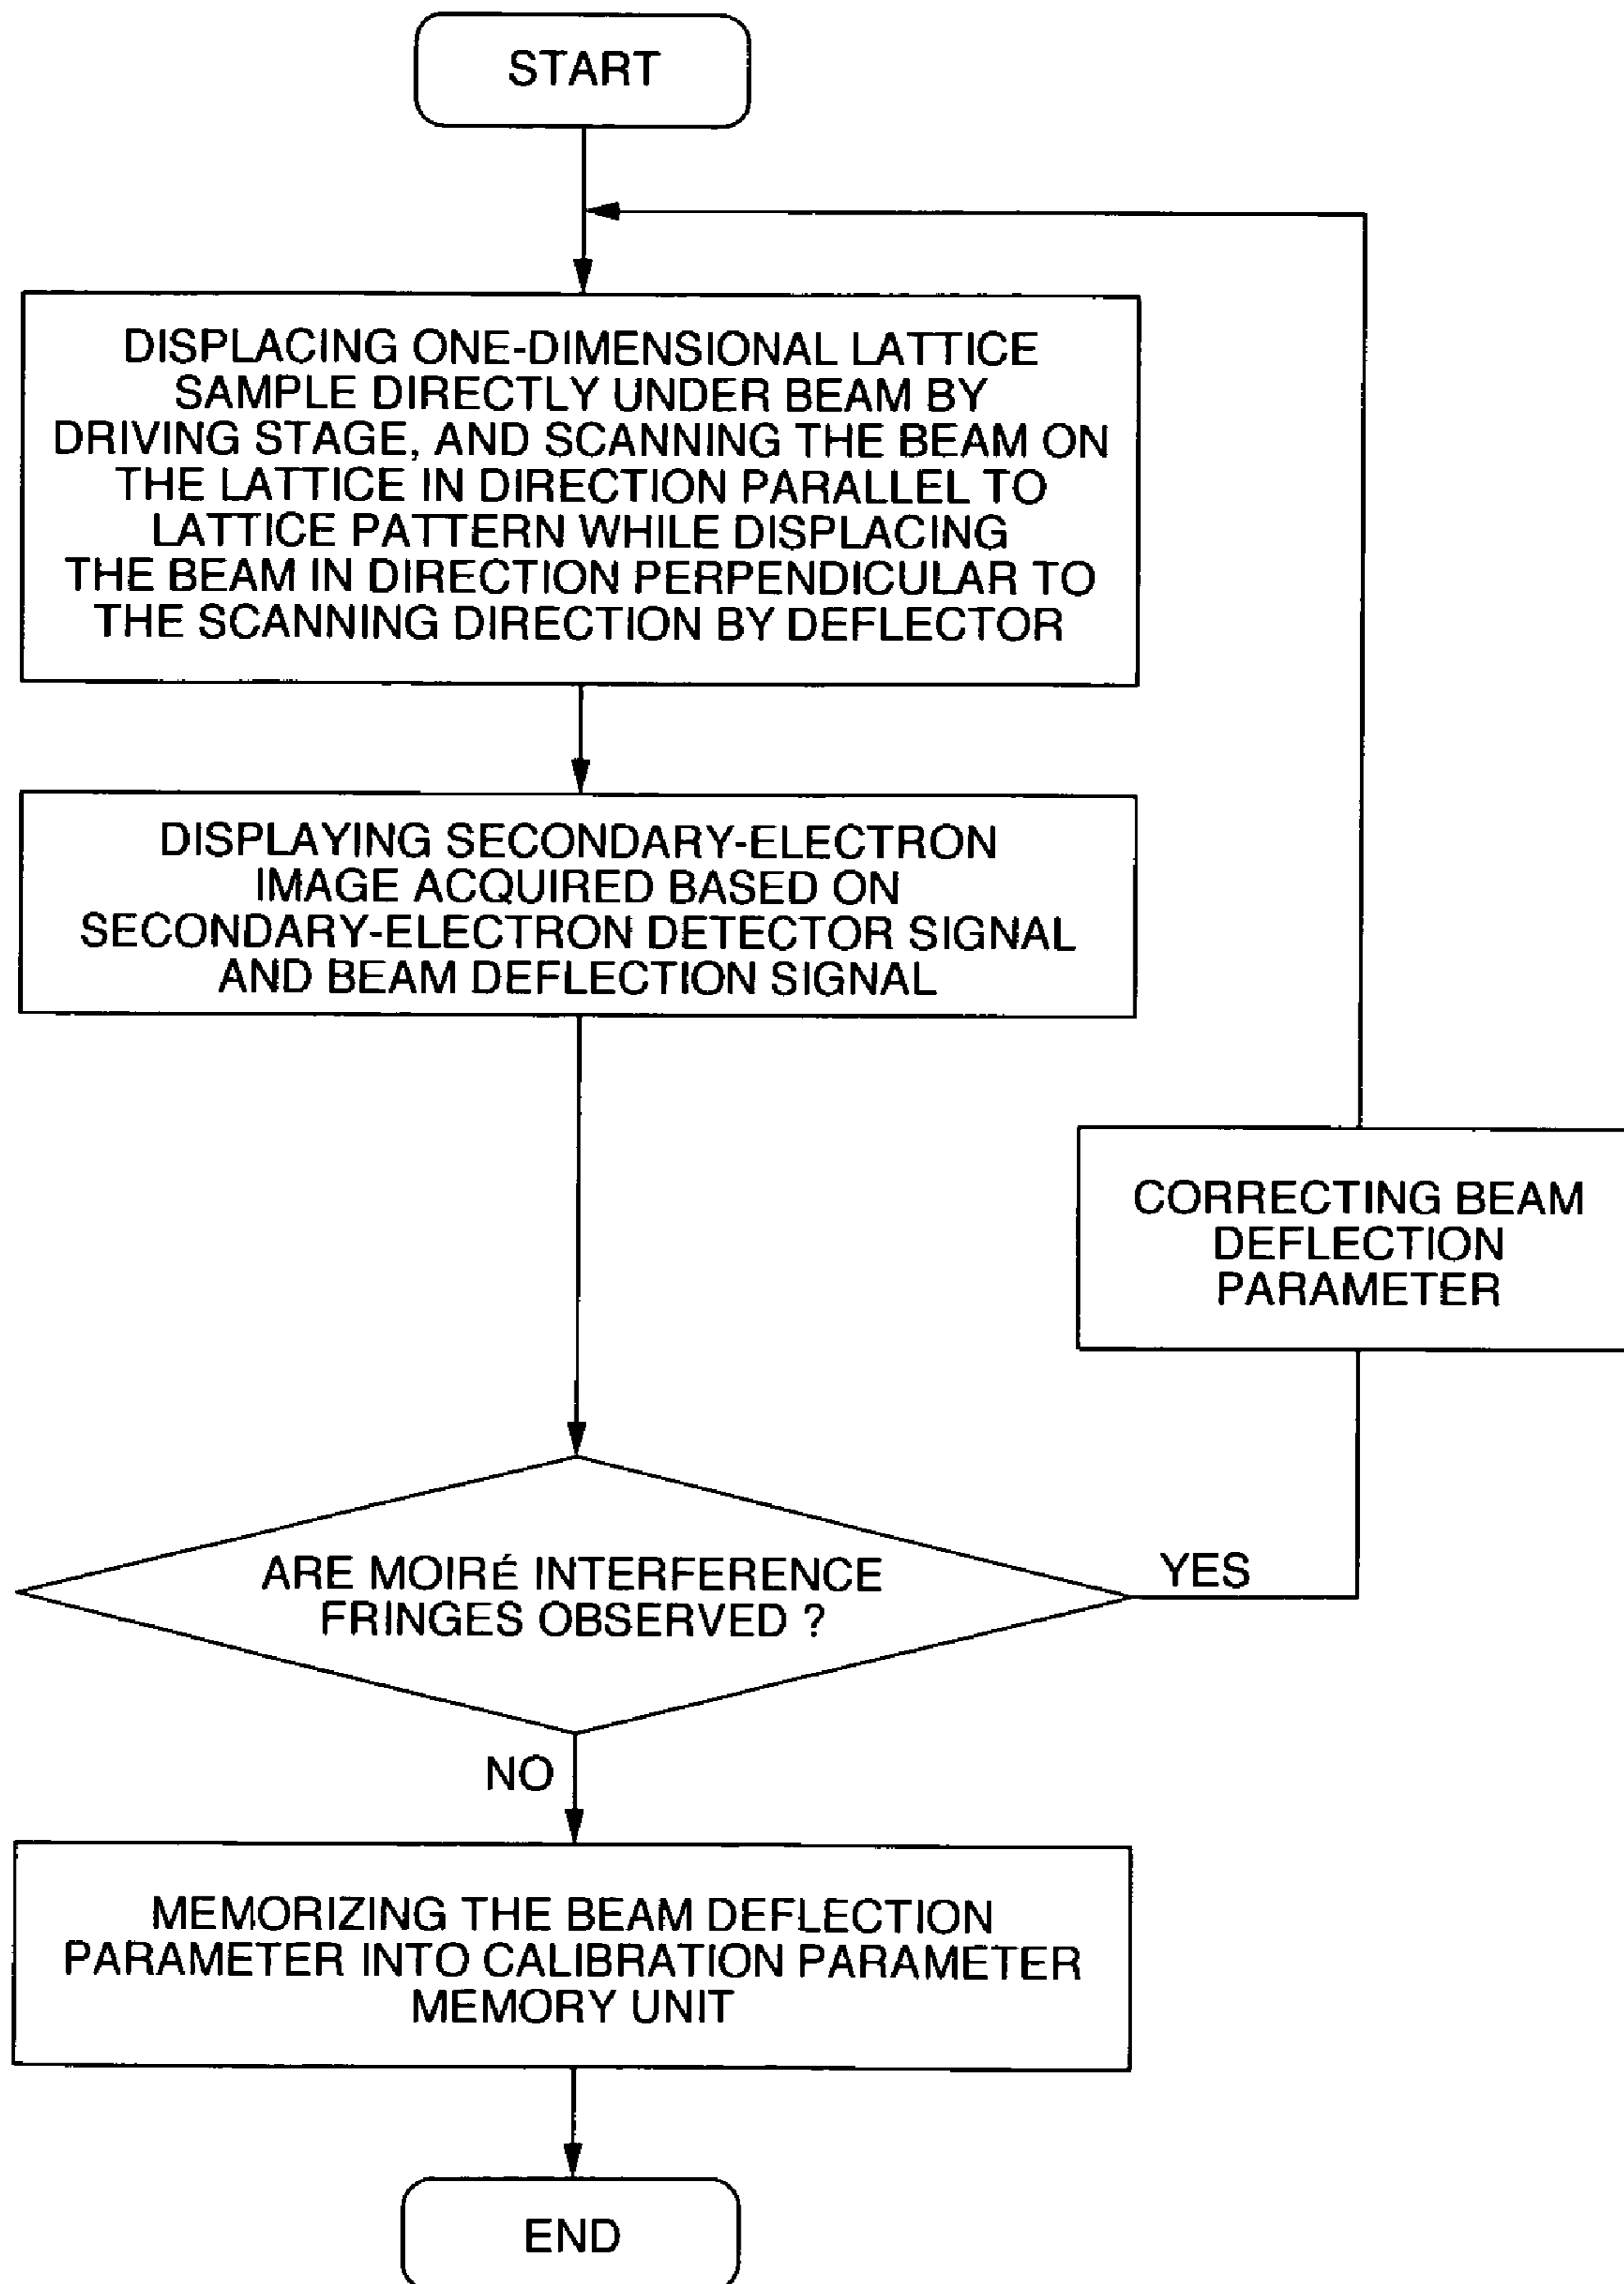 START
DISPLACING ONE-DIMENSIONAL LATTICE
SAMPLE DIRECTLY UNDER BEAM BY
DRIVING STAGE, AND SCANNING THE BEAM ON
THE LATTICE IN DIRECTION PARALLEL TO
LATTICE PATTERN WHILE DISPLACING
THE BEAM IN DIRECTION PERPENDICULAR TO
THE SCANNING DIRECTION BY DEFLECTOR
DISPLAYING SECONDARY-ELECTRON
IMAGE ACQUIRED BASED ON
SECONDARY-ELECTRON DETECTOR SIGNAL
AND BEAM DEFLECTION SIGNAL
CORRECTING BEAM
DEFLECTION
PARAMETER
ARE MOIRÉ INTERFERENCE
FRINGES OBSERVED ?
YES
NO
MEMORIZING THE BEAM DEFLECTION
PARAMETER INTO CALIBRATION PARAMETER
MEMORY UNIT
END